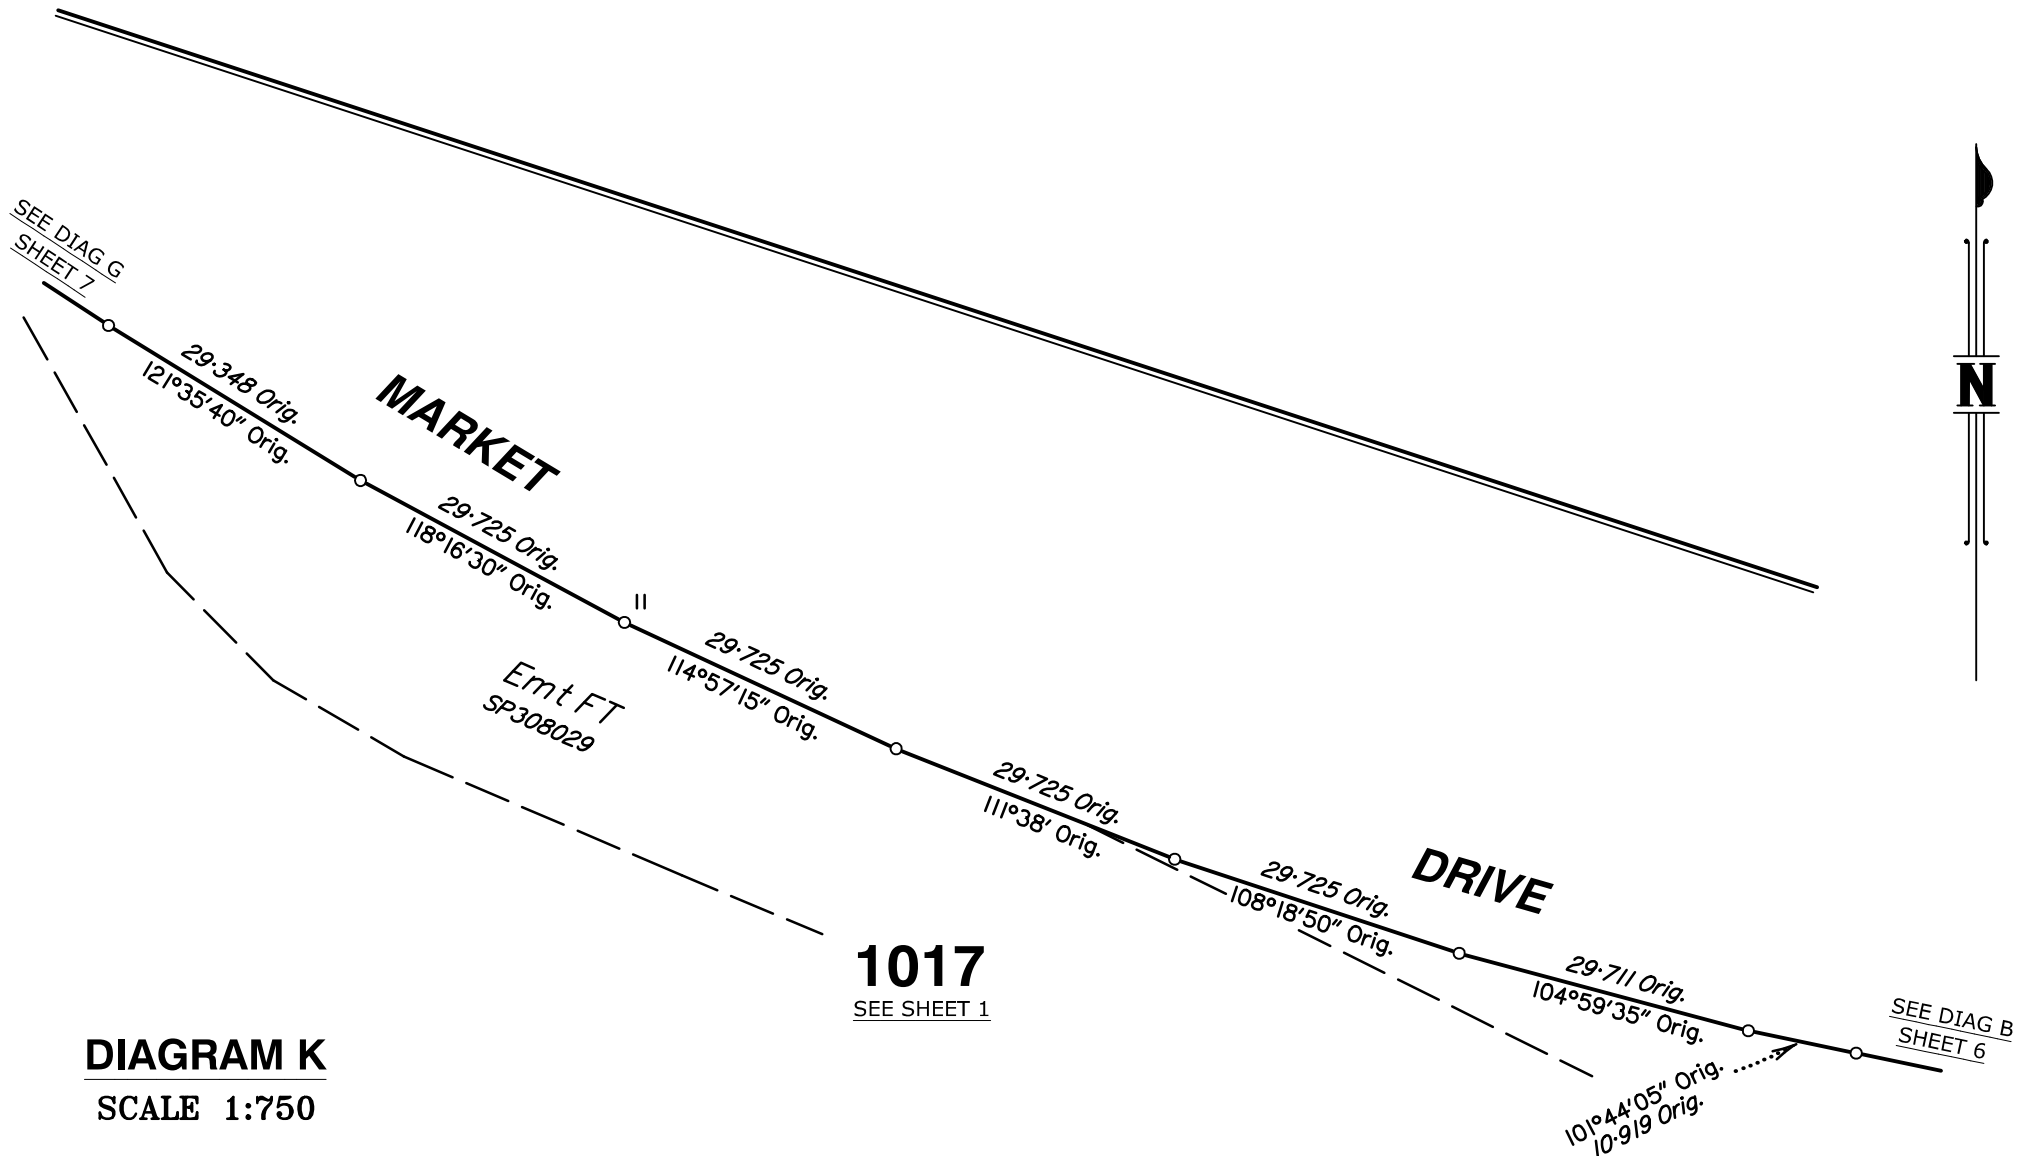 SEE DIAG G
SHEET 7
29·348 Orig.
121°35'40" Orig.
MARKET
29·725 Orig.
118°16'30" Orig.
11
29·725 Orig.
114°57'15" Orig.
Emt FT
SP308029
29·725 Orig.
111°38' Orig.
29·725 Orig.
108°18'50" Orig.
DRIVE
29·711 Orig.
104°59'35" Orig.
SEE DIAG B
SHEET 6
101°44'05" Orig.
10·919 Orig.
N
1017
SEE SHEET 1
DIAGRAM K
SCALE 1:750